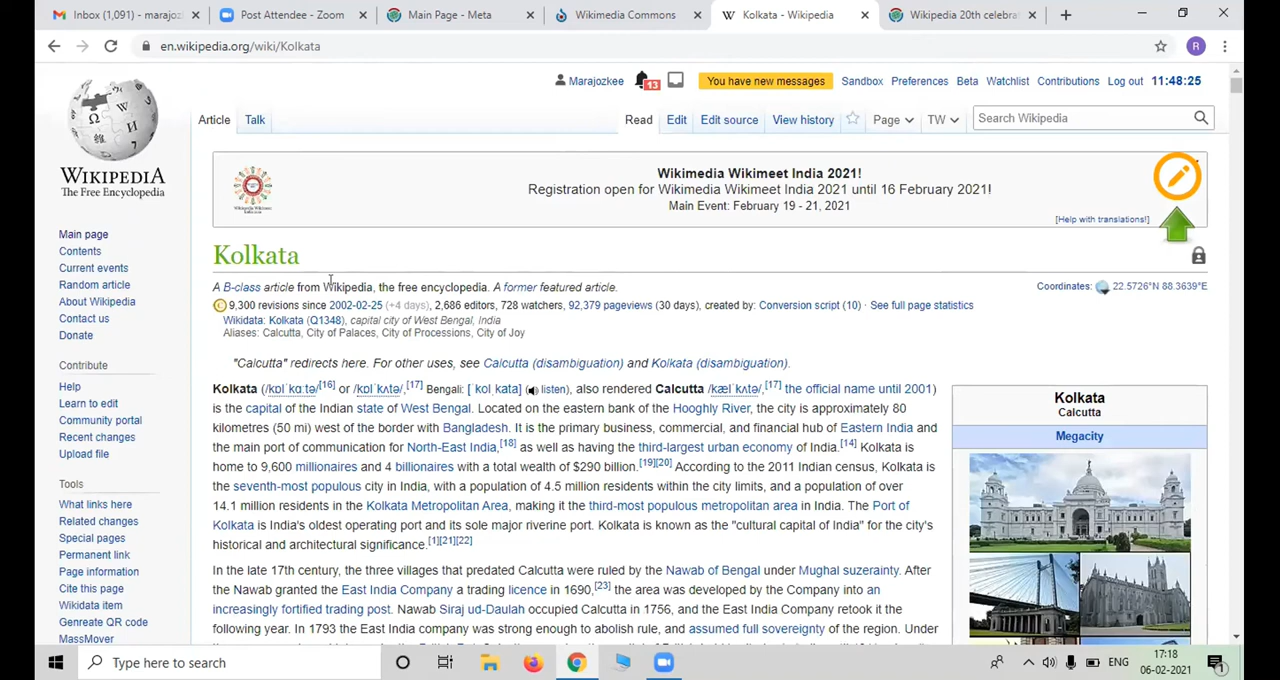 Inbox (1,091) - marajoz
Post Attendee - Zoom
Main Page - Meta
Wikimedia Commons
Kolkata - Wikipedia
Wikipedia 20th celebra
en.wikipedia.org/wiki/Kolkata
R
Marajozkee
13
You have new messages
Sandbox
Preferences
Beta
Watchlist
Contributions
Log out
11:48:25
WIKIPEDIA
The Free Encyclopedia
Article
Talk
Read
Edit
Edit source
View history
Page
TW
Search Wikipedia
Wikimedia Wikimeet India 2021!
Registration open for Wikimedia Wikimeet India 2021 until 16 February 2021!
Main Event: February 19 - 21, 2021
[Help with translations!]
Main page
Contents
Current events
Random article
About Wikipedia
Contact us
Donate
Contribute
Help
Learn to edit
Community portal
Recent changes
Upload file
Tools
What links here
Related changes
Special pages
Permanent link
Page information
Cite this page
Wikidata item
Genreate QR code
MassMover
Kolkata
A B-class article from Wikipedia, the free encyclopedia. A former featured article.
Coordinates: 22.5726°N 88.3639°E
9,300 revisions since 2002-02-25 (+4 days), 2,686 editors, 728 watchers, 92,379 pageviews (30 days), created by: Conversion script (10) · See full page statistics
Wikidata: Kolkata (Q1348), capital city of West Bengal, India
Aliases: Calcutta, City of Palaces, City of Processions, City of Joy
"Calcutta" redirects here. For other uses, see Calcutta (disambiguation) and Kolkata (disambiguation).
Kolkata (/kɒlˈkɑːtə/[16] or /kɒlˈkʌtə/,[17] Bengali: [ˈkolˌkata] (listen), also rendered Calcutta /kælˈkʌtə/,[17] the official name until 2001)
is the capital of the Indian state of West Bengal. Located on the eastern bank of the Hooghly River, the city is approximately 80
kilometres (50 mi) west of the border with Bangladesh. It is the primary business, commercial, and financial hub of Eastern India and
the main port of communication for North-East India,[18] as well as having the third-largest urban economy of India.[14] Kolkata is
home to 9,600 millionaires and 4 billionaires with a total wealth of $290 billion.[19][20] According to the 2011 Indian census, Kolkata is
the seventh-most populous city in India, with a population of 4.5 million residents within the city limits, and a population of over
14.1 million residents in the Kolkata Metropolitan Area, making it the third-most populous metropolitan area in India. The Port of
Kolkata is India's oldest operating port and its sole major riverine port. Kolkata is known as the "cultural capital of India" for the city's
historical and architectural significance.[1][21][22]
In the late 17th century, the three villages that predated Calcutta were ruled by the Nawab of Bengal under Mughal suzerainty. After
the Nawab granted the East India Company a trading licence in 1690,[23] the area was developed by the Company into an
increasingly fortified trading post. Nawab Siraj ud-Daulah occupied Calcutta in 1756, and the East India Company retook it the
following year. In 1793 the East India company was strong enough to abolish rule, and assumed full sovereignty of the region. Under
Kolkata
Calcutta
Megacity
Type here to search
ENG
17:18
06-02-2021
1